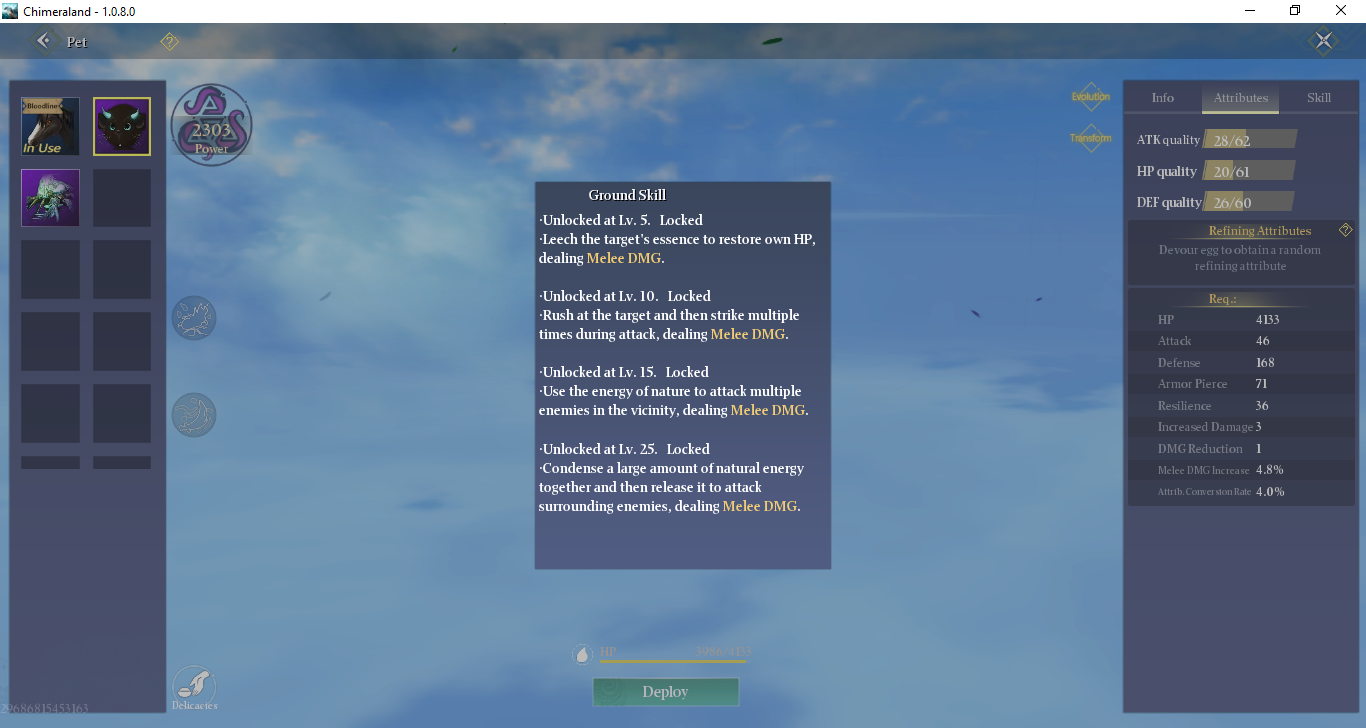 Chimeraland - 1.0.8.0
Pet
?
Bloodline
In Use
2303
Power
Evolution
Transform
Info Attributes Skill
ATK quality 28/62
HP quality 20/61
DEF quality 26/60
Refining Attributes ?
Devour egg to obtain a random
refining attribute
Req.:
HP 4133
Attack 46
Defense 168
Armor Pierce 71
Resilience 36
Increased Damage 3
DMG Reduction 1
Melee DMG Increase 4.8%
Attrib. Conversion Rate 4.0%
Ground Skill
·Unlocked at Lv. 5. Locked
·Leech the target's essence to restore own HP,
dealing Melee DMG.
·Unlocked at Lv. 10. Locked
·Rush at the target and then strike multiple
times during attack, dealing Melee DMG.
·Unlocked at Lv. 15. Locked
·Use the energy of nature to attack multiple
enemies in the vicinity, dealing Melee DMG.
·Unlocked at Lv. 25. Locked
·Condense a large amount of natural energy
together and then release it to attack
surrounding enemies, dealing Melee DMG.
HP
Deploy
Delicacies
29686815453163